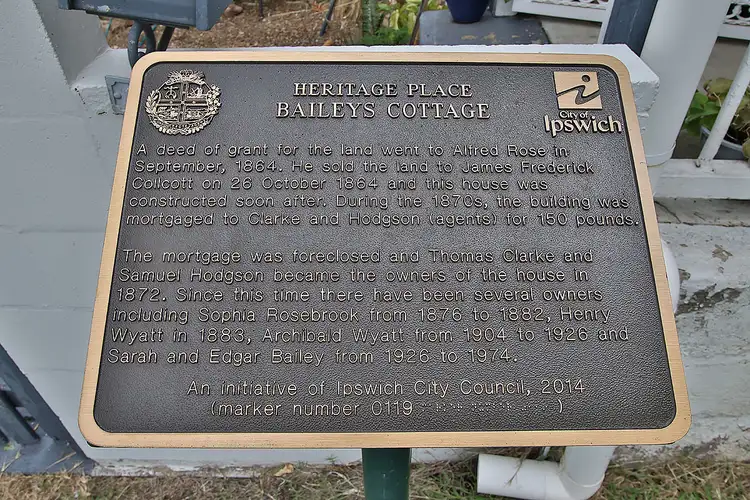 HERITAGE PLACE
BAILEYS COTTAGE
City of
Ipswich
A deed of grant for the land went to Alfred Rose in
September, 1864. He sold the land to James Frederick
Collcott on 26 October 1864 and this house was
constructed soon after. During the 1870s, the building was
mortgaged to Clarke and Hodgson (agents) for 150 pounds.
The mortgage was foreclosed and Thomas Clarke and
Samuel Hodgson became the owners of the house in
1872. Since this time there have been several owners
including Sophia Rosebrook from 1876 to 1882, Henry
Wyatt in 1883, Archibald Wyatt from 1904 to 1926 and
Sarah and Edgar Bailey from 1926 to 1974.
An initiative of Ipswich City Council, 2014
(marker number 0119 )